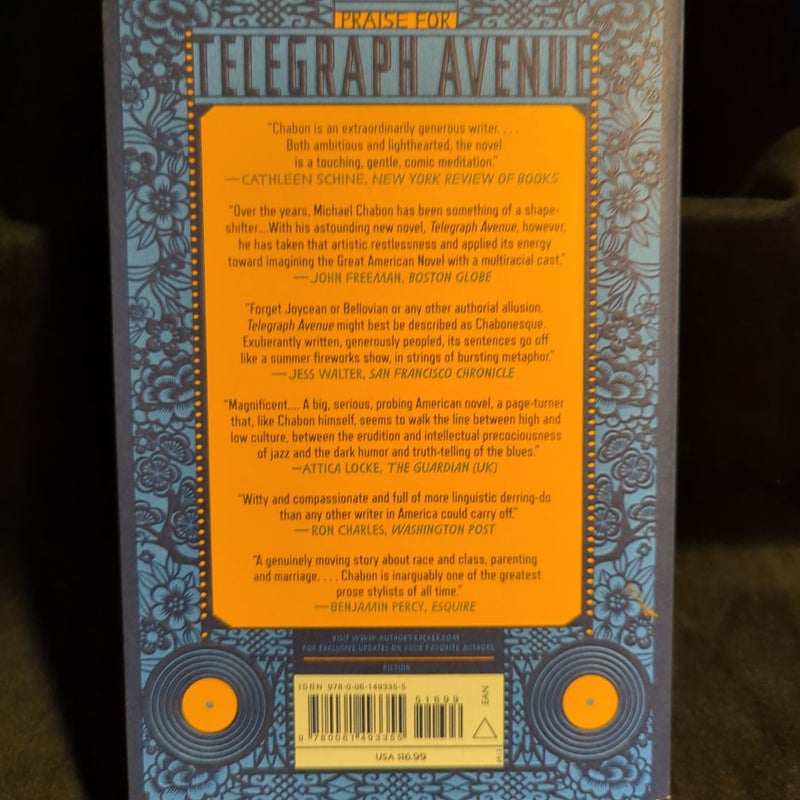 PRAISE FOR
TELEGRAPH AVENUE
"Chabon is an extraordinarily generous writer. . . .
Both ambitious and lighthearted, the novel
is a touching, gentle, comic meditation."
—CATHLEEN SCHINE, NEW YORK REVIEW OF BOOKS
"Over the years, Michael Chabon has been something of a shape-
shifter....With his astounding new novel, Telegraph Avenue, however,
he has taken that artistic restlessness and applied its energy
toward imagining the Great American Novel with a multiracial cast."
—JOHN FREEMAN, BOSTON GLOBE
"Forget Joycean or Bellovian or any other authorial allusion.
Telegraph Avenue might best be described as Chabonesque.
Exuberantly written, generously peopled, its sentences go off
like a summer fireworks show, in strings of bursting metaphor."
—JESS WALTER, SAN FRANCISCO CHRONICLE
"Magnificent.... A big, serious, probing American novel, a page-turner
that, like Chabon himself, seems to walk the line between high and
low culture, between the erudition and intellectual precociousness
of jazz and the dark humor and truth-telling of the blues."
—ATTICA LOCKE, THE GUARDIAN (UK)
"Witty and compassionate and full of more linguistic derring-do
than any other writer in America could carry off."
—RON CHARLES, WASHINGTON POST
"A genuinely moving story about race and class, parenting
and marriage. . . . Chabon is inarguably one of the greatest
prose stylists of all time."
—BENJAMIN PERCY, ESQUIRE
VISIT WWW.AUTHORTRACKER.COM
FOR EXCLUSIVE UPDATES ON YOUR FAVORITE AUTHORS.
FICTION
ISBN 978-0-06-149335-5
51699
EAN
9 780061 493355
USA $16.99
0913